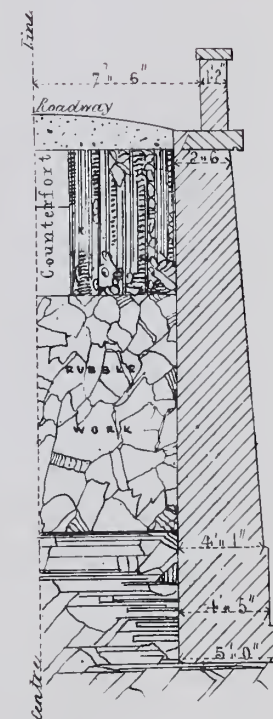 Line
7' 6"
1'2"
Roadway
2'6
Counterfort
RUBBLE
WORK
4'1"
4'5"
5'0"
Centre